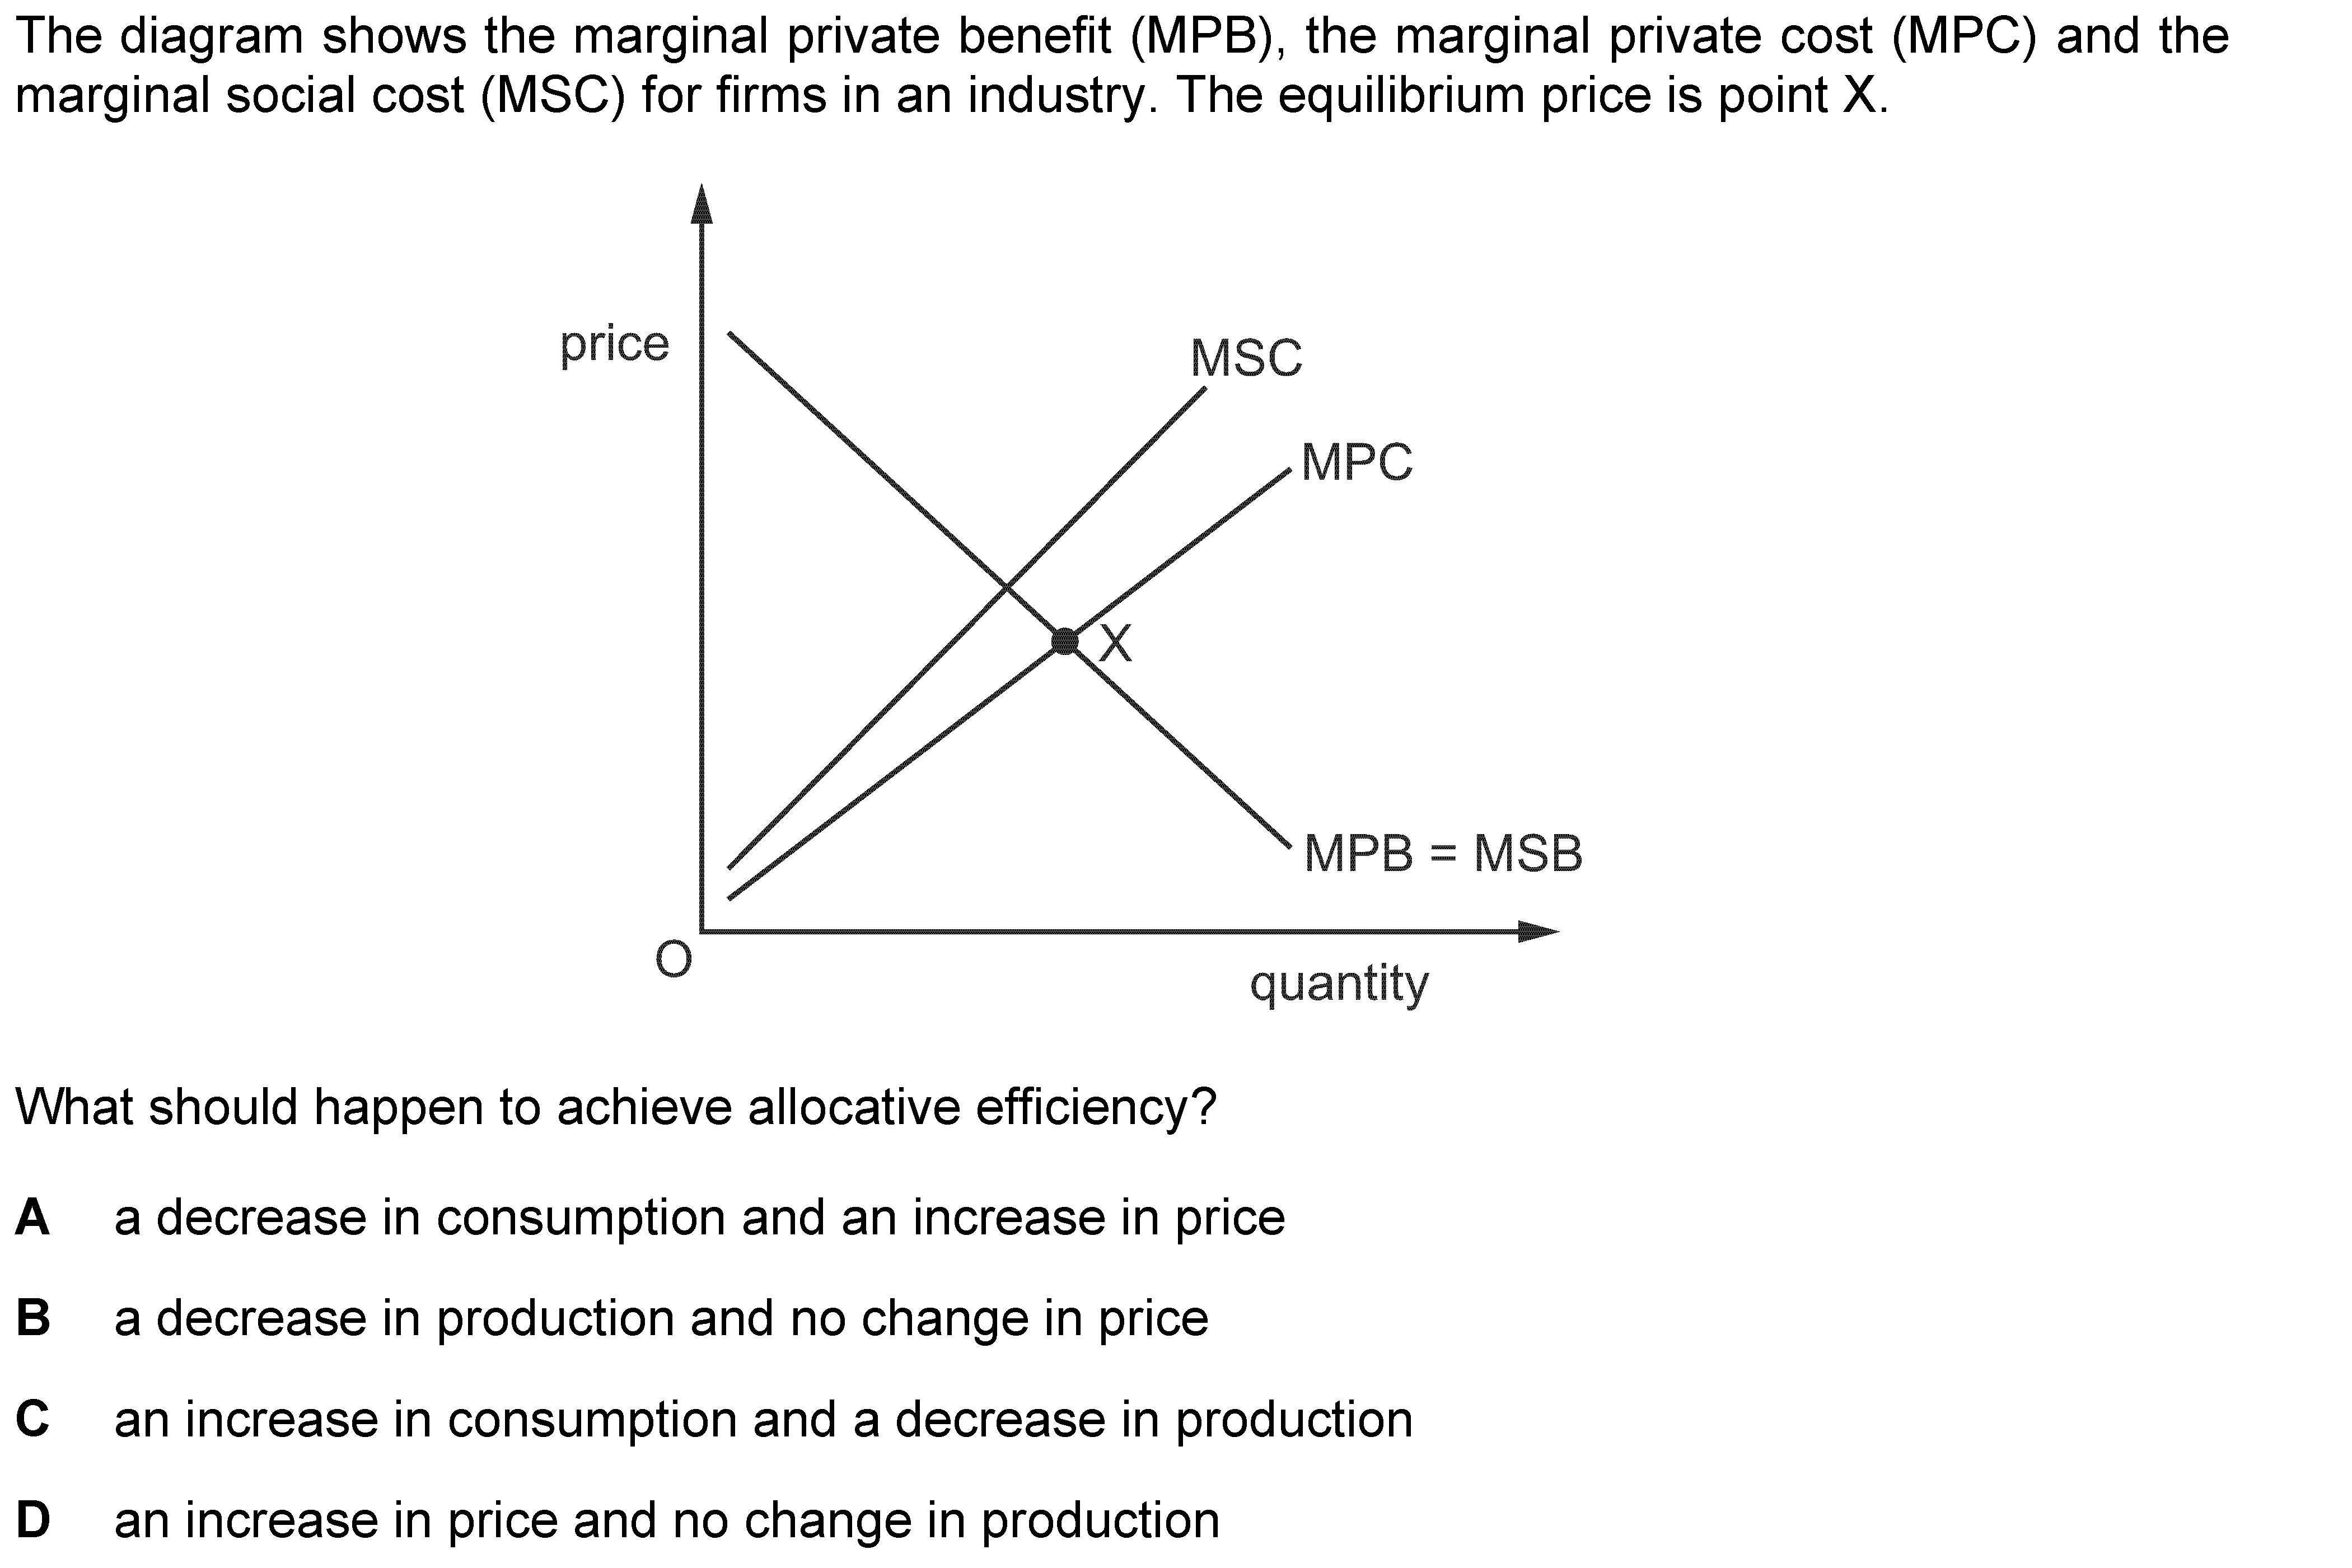 The diagram shows the marginal private benefit (MPB), the marginal private cost (MPC) and the
marginal social cost (MSC) for firms in an industry. The equilibrium price is point X.
price
MSC
MPC
X
MPB = MSB
O
quantity
What should happen to achieve allocative efficiency?
A a decrease in consumption and an increase in price
B a decrease in production and no change in price
C an increase in consumption and a decrease in production
D an increase in price and no change in production